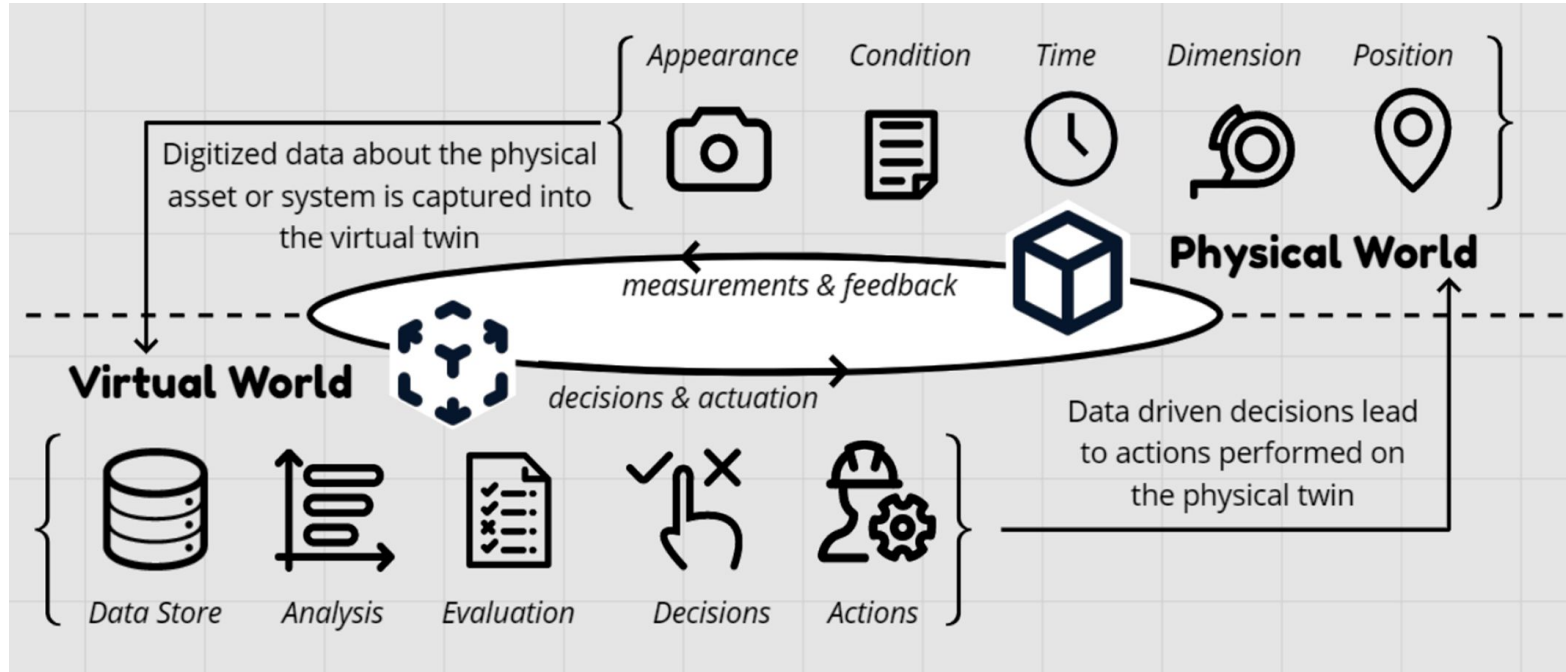 Appearance
Condition
Time
Dimension
Position
Digitized data about the physical
asset or system is captured into
the virtual twin
Physical World
measurements & feedback
Virtual World
decisions & actuation
Data driven decisions lead
to actions performed on
the physical twin
Data Store
Analysis
Evaluation
Decisions
Actions